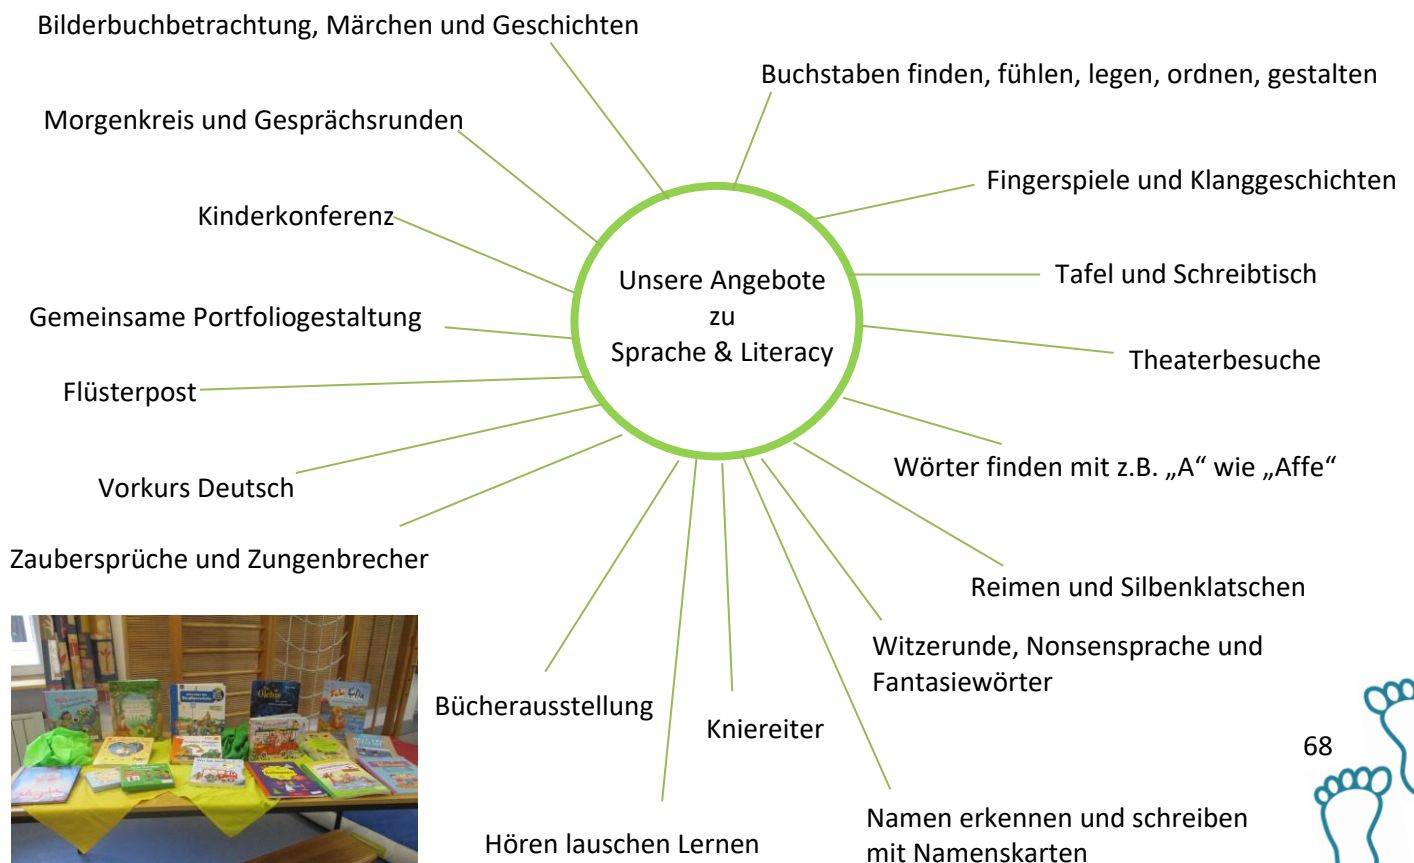 Bilderbuchbetrachtung, Märchen und Geschichten
Buchstaben finden, fühlen, legen, ordnen, gestalten
Morgenkreis und Gesprächsrunden
Fingerspiele und Klanggeschichten
Kinderkonferenz
Tafel und Schreibtisch
Unsere Angebote
zu
Sprache & Literacy
Gemeinsame Portfoliogestaltung
Theaterbesuche
Flüsterpost
Wörter finden mit z.B. „A“ wie „Affe“
Vorkurs Deutsch
Zaubersprüche und Zungenbrecher
Reimen und Silbenklatschen
Witzerunde, Nonsensprache und
Fantasiewörter
Bücherausstellung
Kniereiter
68
Hören lauschen Lernen
Namen erkennen und schreiben
mit Namenskarten